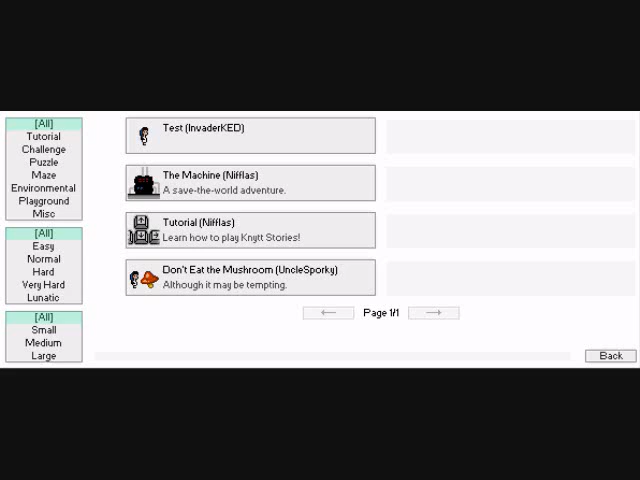 [All]
Tutorial
Challenge
Puzzle
Maze
Environmental
Playground
Misc
[All]
Easy
Normal
Hard
Very Hard
Lunatic
[All]
Small
Medium
Large
Test (InvaderKED)
The Machine (Nifflas)
A save-the-world adventure.
Tutorial (Nifflas)
Learn how to play Knytt Stories!
Don't Eat the Mushroom (UncleSporky)
Although it may be tempting.
Page 1/1
Back